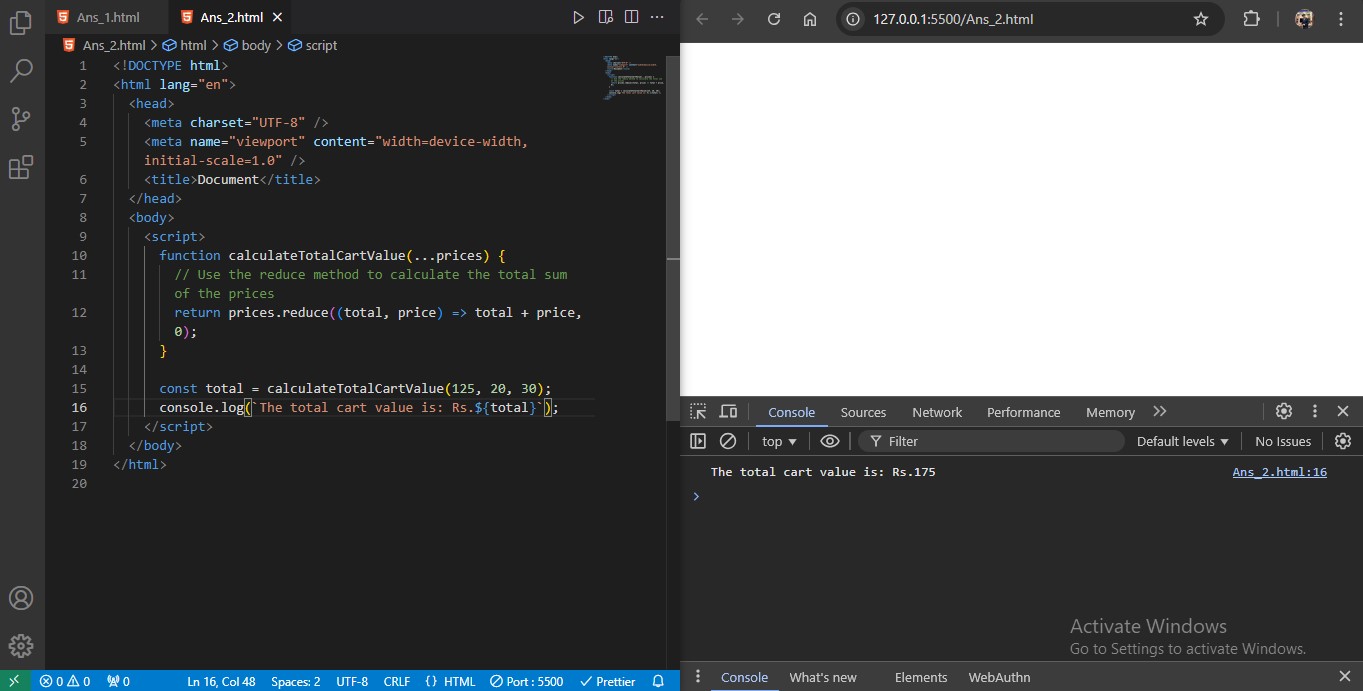 Ans_1.html
Ans_2.html
Ans_2.html > html > body > script
1 <!DOCTYPE html>
2 <html lang="en">
3 <head>
4 <meta charset="UTF-8" />
5 <meta name="viewport" content="width=device-width,
initial-scale=1.0" />
6 <title>Document</title>
7 </head>
8 <body>
9 <script>
10 function calculateTotalCartValue(...prices) {
11 // Use the reduce method to calculate the total sum
of the prices
12 return prices.reduce((total, price) => total + price,
0);
13 }
14
15 const total = calculateTotalCartValue(125, 20, 30);
16 console.log(`The total cart value is: Rs.${total}`);
17 </script>
18 </body>
19 </html>
20
0 0 0 Ln 16, Col 48 Spaces: 2 UTF-8 CRLF {} HTML Port : 5500 Prettier
127.0.0.1:5500/Ans_2.html
Console Sources Network Performance Memory
top Filter Default levels No Issues
The total cart value is: Rs.175 Ans_2.html:16
Activate Windows
Go to Settings to activate Windows.
Console What's new Elements WebAuthn